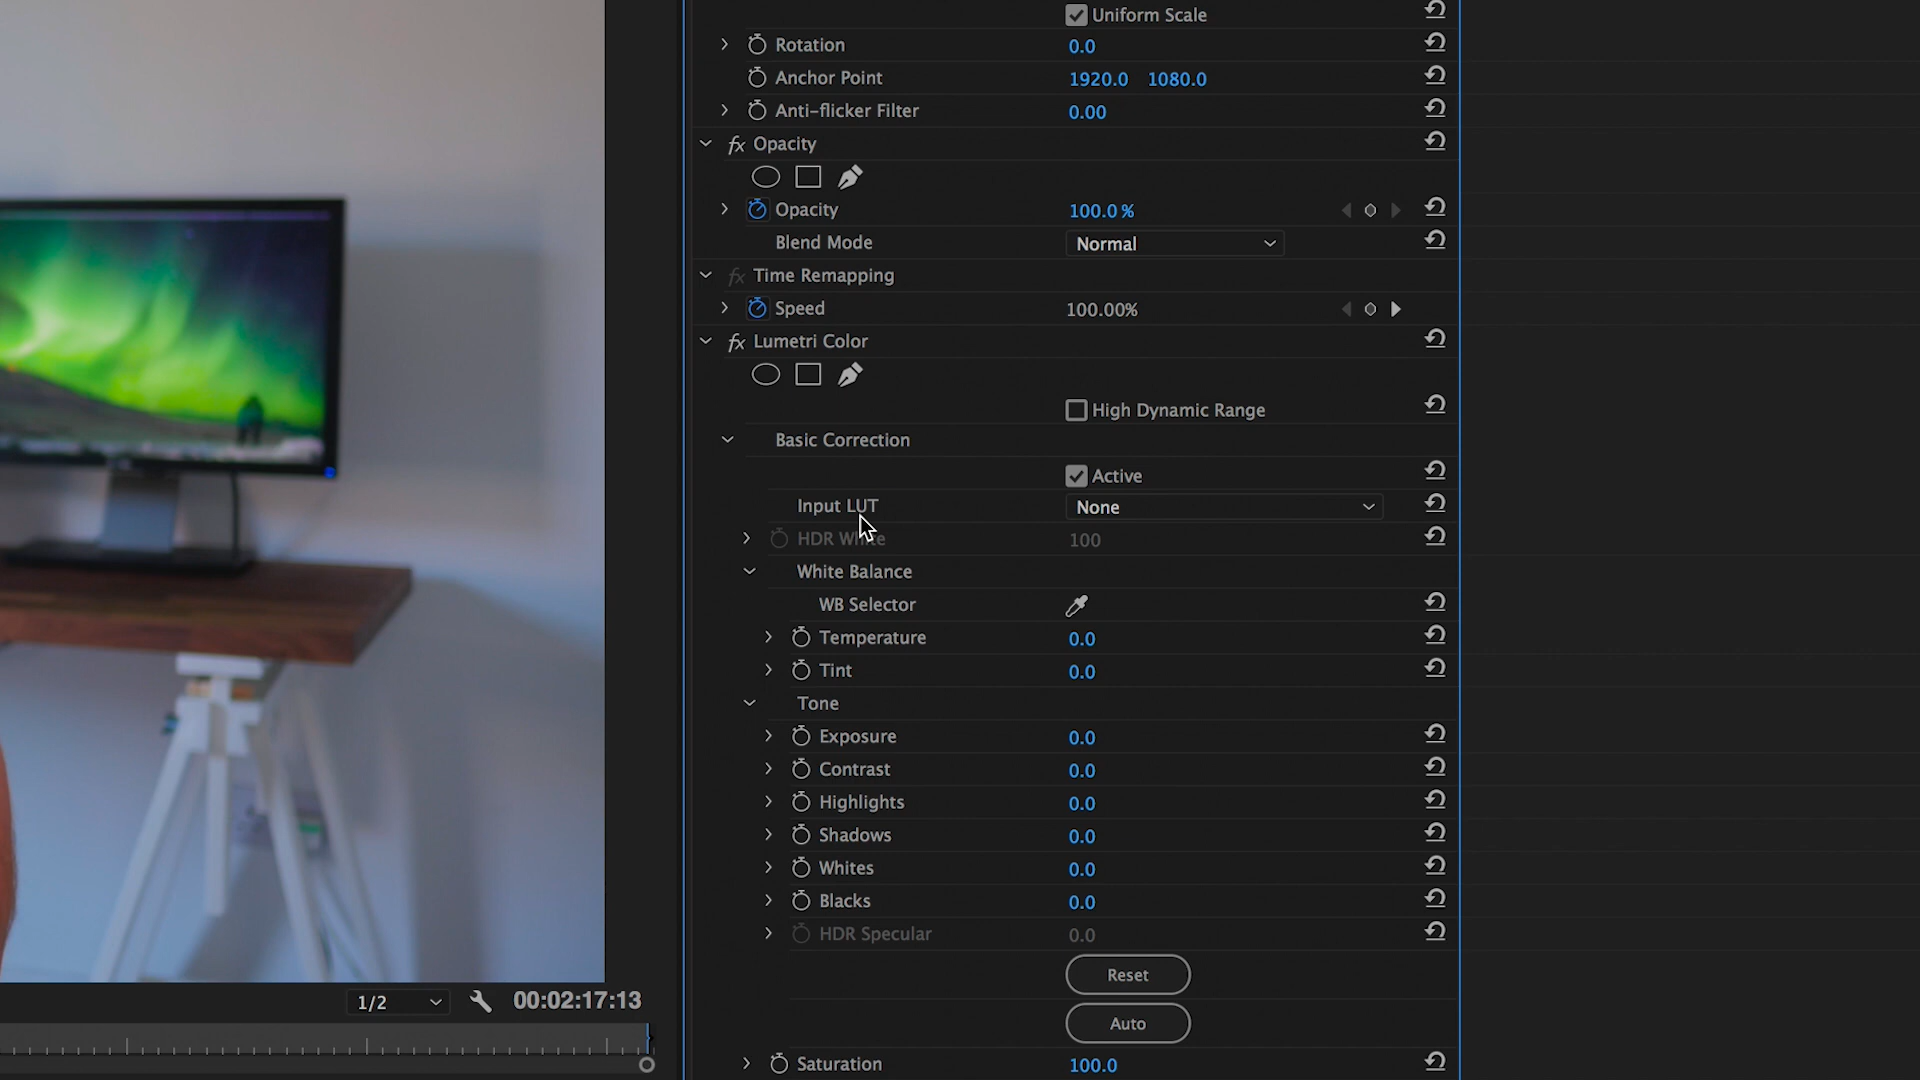 Uniform Scale
Rotation 0.0
Anchor Point 1920.0 1080.0
Anti-flicker Filter 0.00
fx Opacity
Opacity 100.0 %
Blend Mode Normal
fx Time Remapping
Speed 100.00%
fx Lumetri Color
High Dynamic Range
Basic Correction
Active
Input LUT None
HDR White 100
White Balance
WB Selector
Temperature 0.0
Tint 0.0
Tone
Exposure 0.0
Contrast 0.0
Highlights 0.0
Shadows 0.0
Whites 0.0
Blacks 0.0
HDR Specular 0.0
Reset
1/2 00:02:17:13
Auto
Saturation 100.0